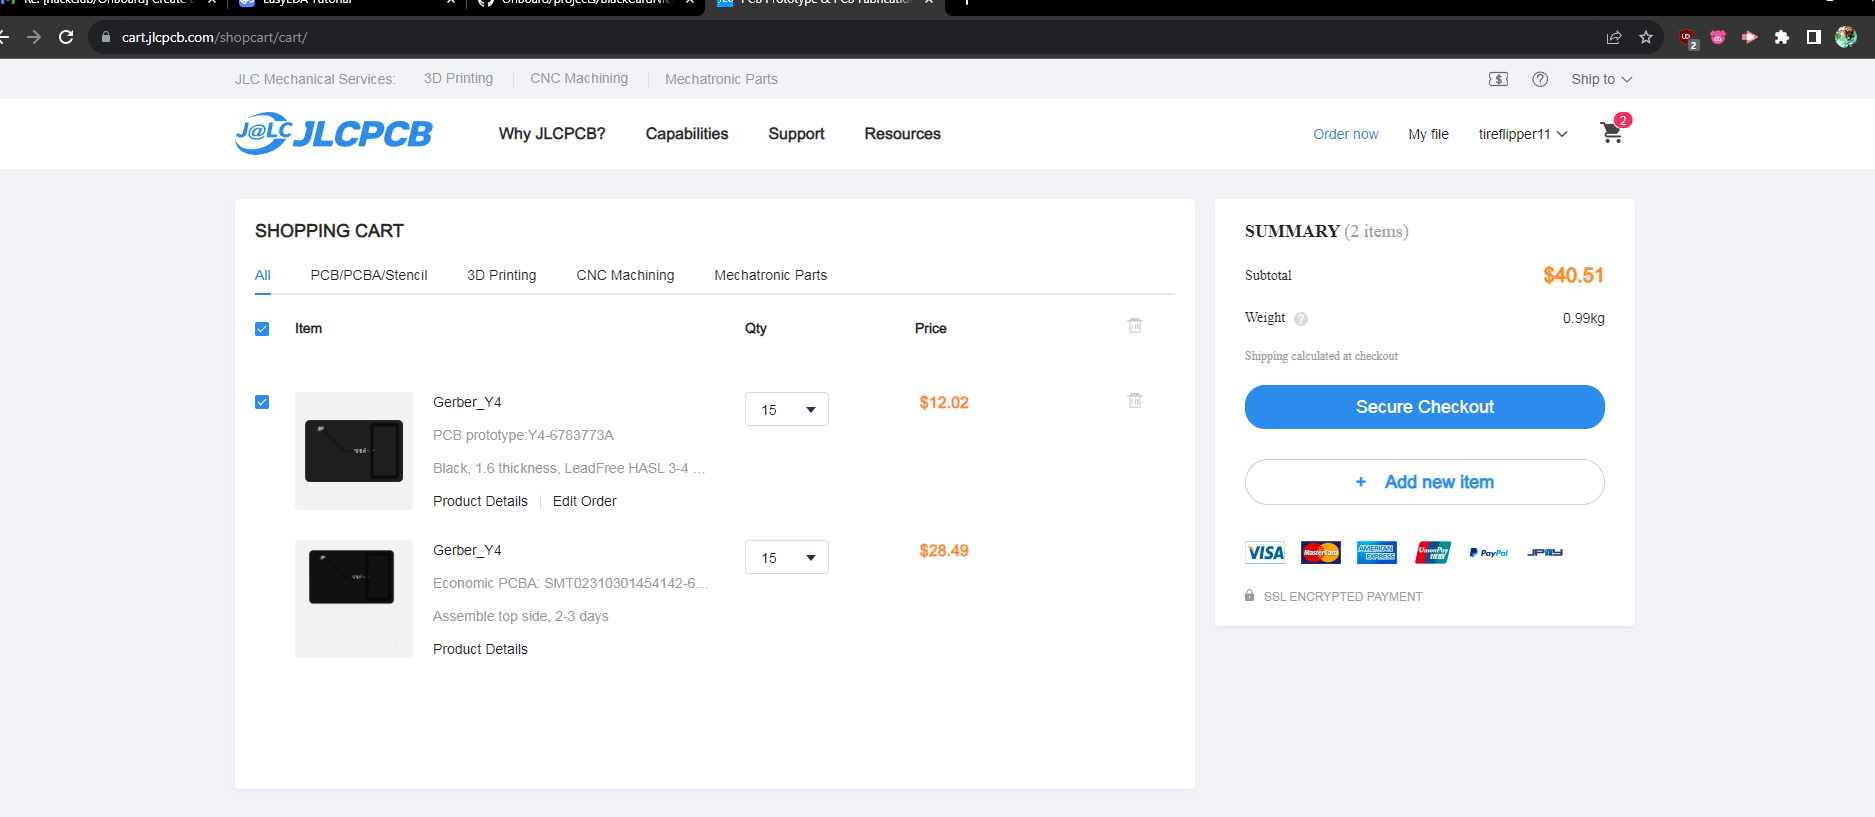 Re: [hackclub/OnBoard] Create
EasyEDA Tutorial
OnBoard/projects/BlackCardNf
PCB Prototype & PCB Fabricatio
cart.jlcpcb.com/shopcart/cart/
2
JLC Mechanical Services: 3D Printing CNC Machining Mechatronic Parts
Ship to
J@LC JLCPCB
Why JLCPCB? Capabilities Support Resources
Order now My file tireflipper11 2
SHOPPING CART
All PCB/PCBA/Stencil 3D Printing CNC Machining Mechatronic Parts
Item Qty Price
Gerber_Y4 15 $12.02
PCB prototype:Y4-6783773A
Black, 1.6 thickness, LeadFree HASL 3-4 ...
Product Details Edit Order
Gerber_Y4 15 $28.49
Economic PCBA: SMT02310301454142-6...
Assemble top side, 2-3 days
Product Details
SUMMARY (2 items)
Subtotal $40.51
Weight ? 0.99kg
Shipping calculated at checkout
Secure Checkout
+ Add new item
VISA MasterCard AMERICAN EXPRESS UnionPay 银联 PayPal JPAY
SSL ENCRYPTED PAYMENT